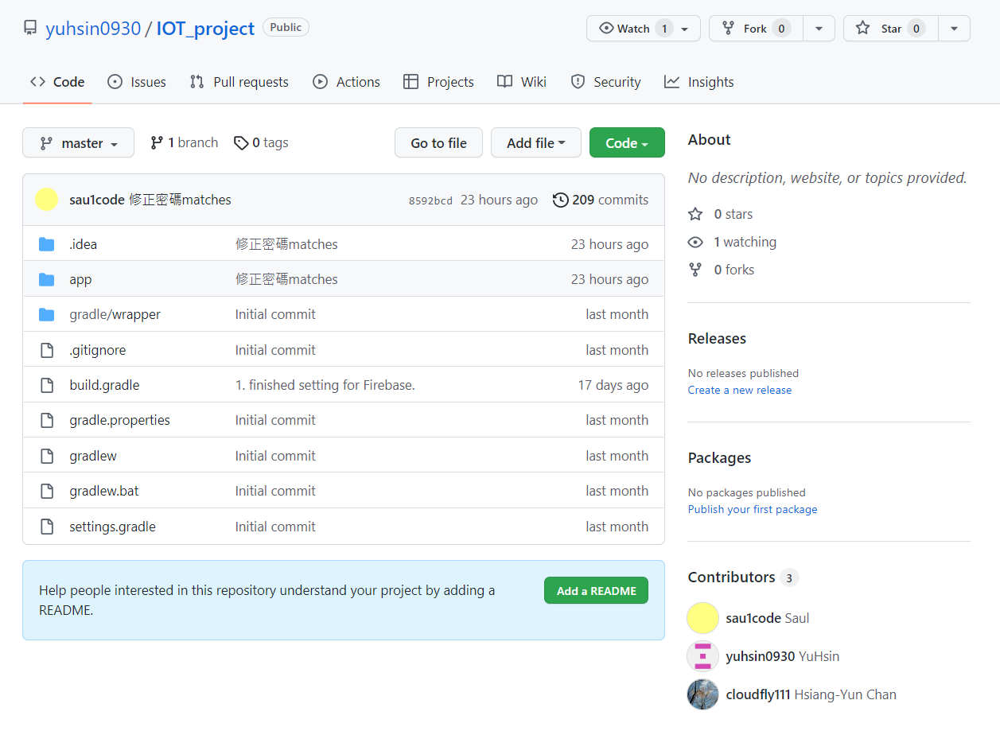 yuhsin0930 / IOT_project Public
Watch 1 Fork 0 Star 0
Code Issues Pull requests Actions Projects Wiki Security Insights
master 1 branch 0 tags Go to file Add file Code
sau1code 修正密碼matches 8592bcd 23 hours ago 209 commits
.idea 修正密碼matches 23 hours ago
app 修正密碼matches 23 hours ago
gradle/wrapper Initial commit last month
.gitignore Initial commit last month
build.gradle 1. finished setting for Firebase. 17 days ago
gradle.properties Initial commit last month
gradlew Initial commit last month
gradlew.bat Initial commit last month
settings.gradle Initial commit last month
Help people interested in this repository understand your project by adding a
README.
Add a README
About
No description, website, or topics provided.
0 stars
1 watching
0 forks
Releases
No releases published
Create a new release
Packages
No packages published
Publish your first package
Contributors 3
sau1code Saul
yuhsin0930 YuHsin
cloudfly111 Hsiang-Yun Chan